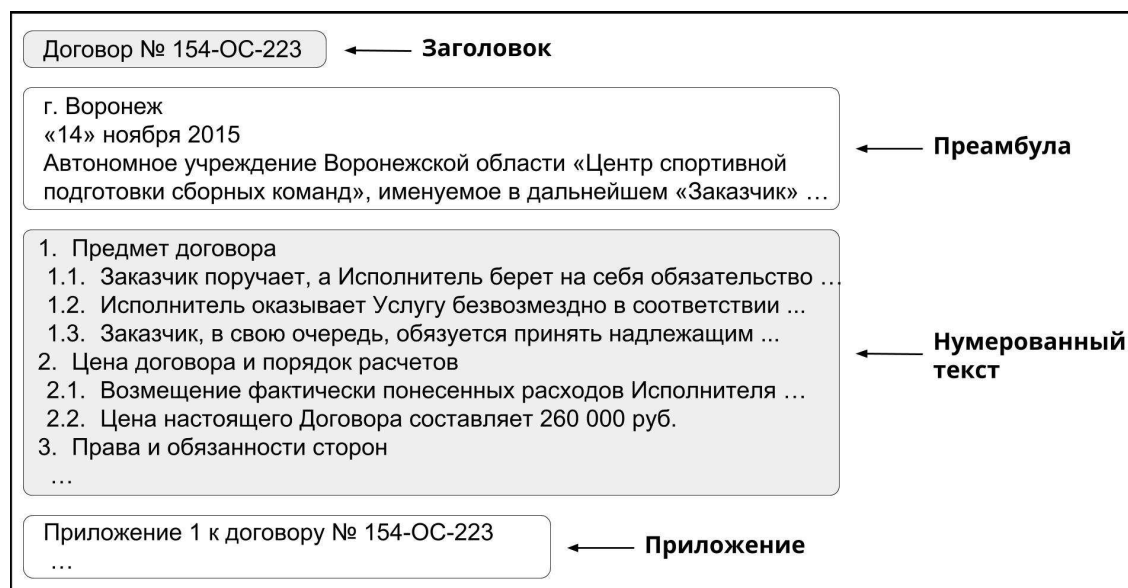 Договор № 154-ОС-223
Заголовок
г. Воронеж
«14» ноября 2015
Автономное учреждение Воронежской области «Центр спортивной
подготовки сборных команд», именуемое в дальнейшем «Заказчик» …
Преамбула
1. Предмет договора
1.1. Заказчик поручает, а Исполнитель берет на себя обязательство …
1.2. Исполнитель оказывает Услугу безвозмездно в соответствии ...
1.3. Заказчик, в свою очередь, обязуется принять надлежащим ...
2. Цена договора и порядок расчетов
2.1. Возмещение фактически понесенных расходов Исполнителя …
2.2. Цена настоящего Договора составляет 260 000 руб.
3. Права и обязанности сторон
…
Нумерованный
текст
Приложение 1 к договору № 154-ОС-223
…
Приложение